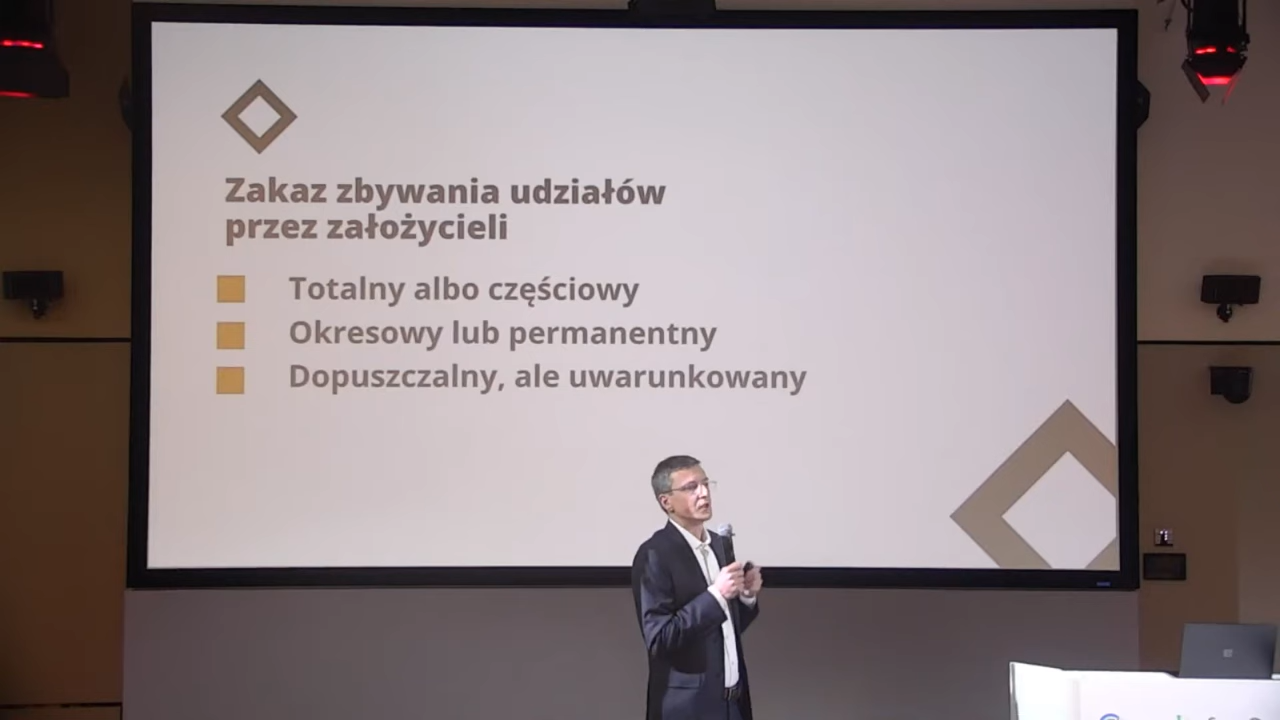 Zakaz zbywania udziałów
przez założycieli
Totalny albo częściowy
Okresowy lub permanentny
Dopuszczalny, ale uwarunkowany